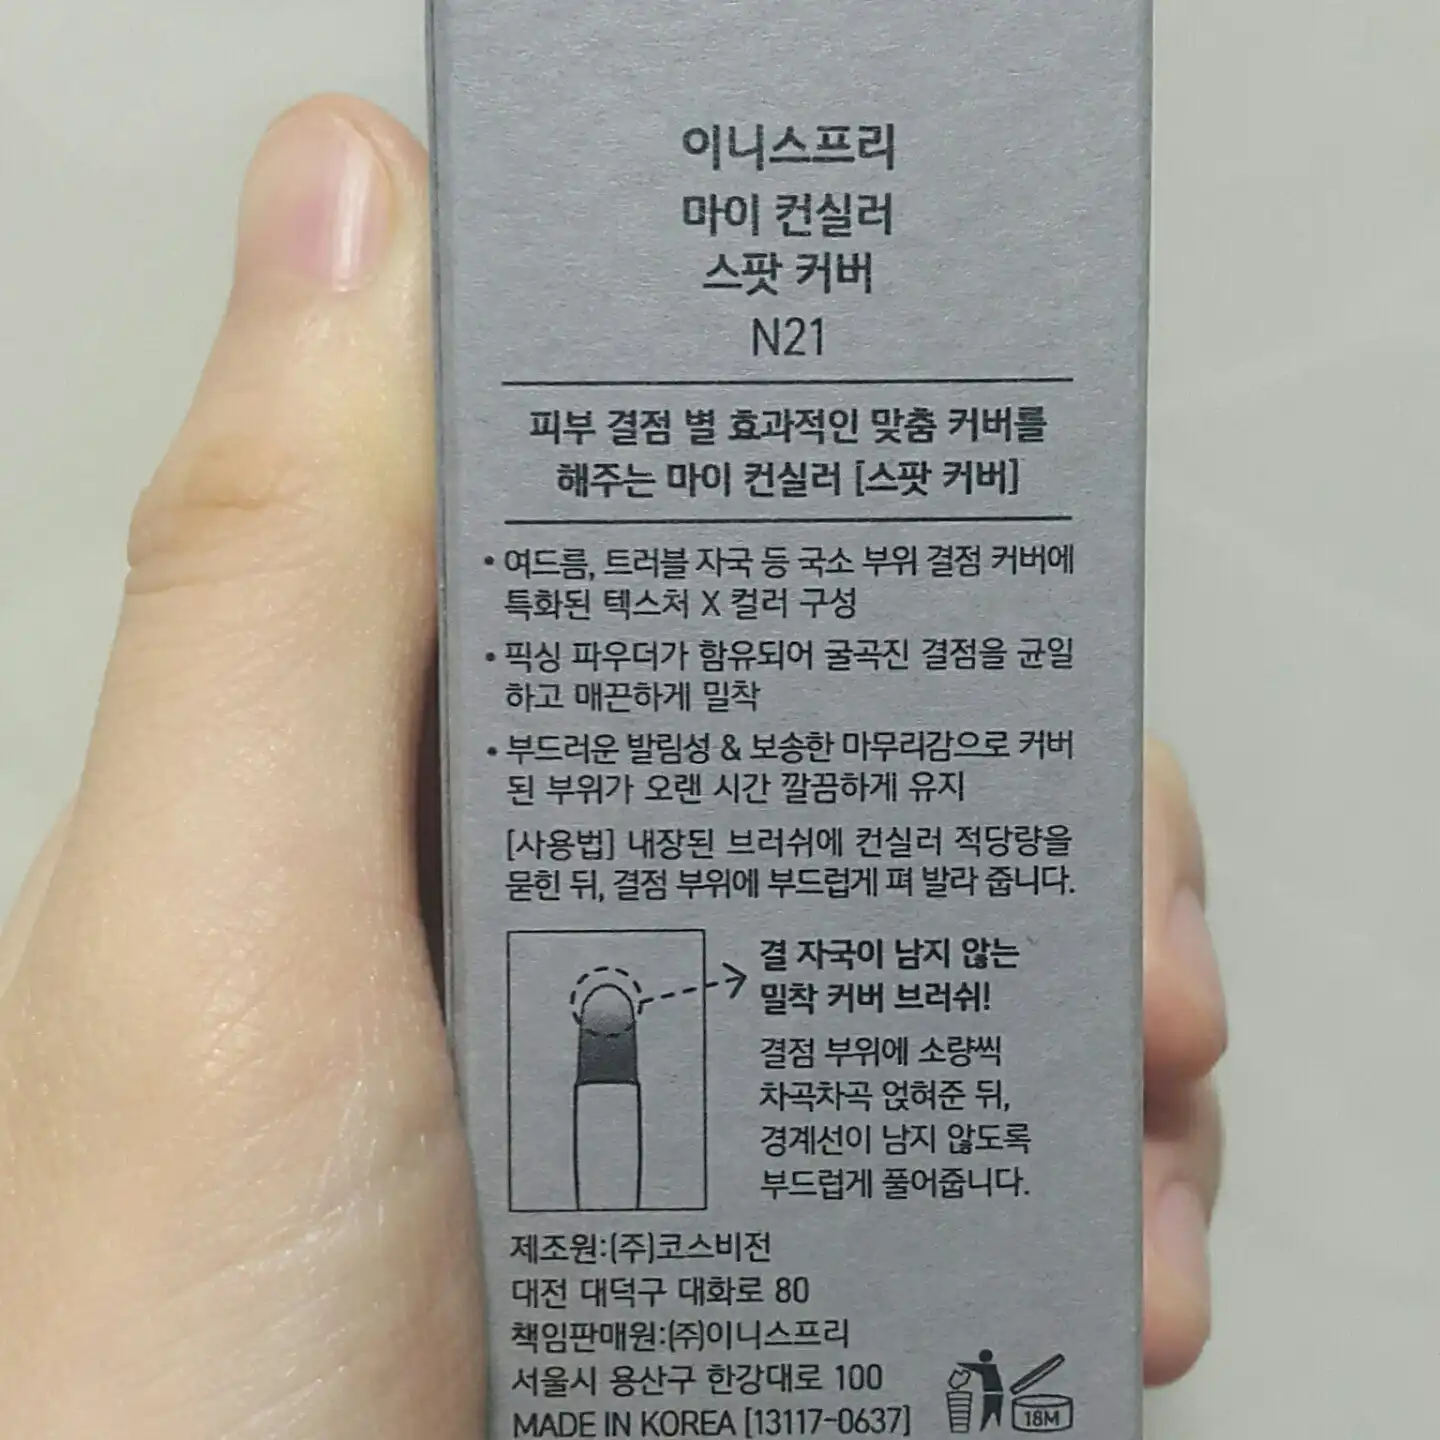 이니스프리
마이 컨실러
스팟 커버
N21
피부 결점 별 효과적인 맞춤 커버를
해주는 마이 컨실러 [스팟 커버]
• 여드름, 트러블 자국 등 국소 부위 결점 커버에
특화된 텍스처 X 컬러 구성
• 픽싱 파우더가 함유되어 굴곡진 결점을 균일
하고 매끈하게 밀착
• 부드러운 발림성 & 보송한 마무리감으로 커버
된 부위가 오랜 시간 깔끔하게 유지
[사용법] 내장된 브러쉬에 컨실러 적당량을
묻힌 뒤, 결점 부위에 부드럽게 펴 발라 줍니다.
결 자국이 남지 않는
밀착 커버 브러쉬!
결점 부위에 소량씩
차곡차곡 얹혀준 뒤,
경계선이 남지 않도록
부드럽게 풀어줍니다.
제조원:(주)코스비전
대전 대덕구 대화로 80
책임판매원:(주)이니스프리
서울시 용산구 한강대로 100
MADE IN KOREA [13117-0637]
18M